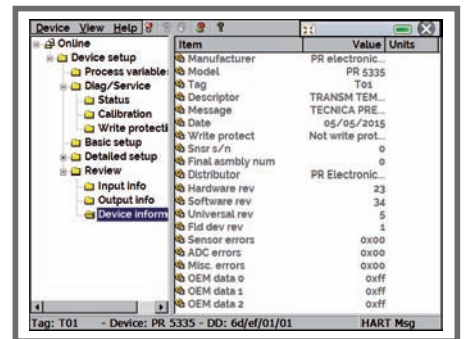 Device View Help
Online
Device setup
Process variable
Diag/Service
Status
Calibration
Write protecti
Basic setup
Detailed setup
Review
Input info
Output info
Device inform
Item Value Units
Manufacturer PR electronic...
Model PR 5335
Tag T01
Descriptor TRANSM TEM...
Message TECNICA PRE...
Date 05/05/2015
Write protect Not write prot...
Snsr s/n 0
Final asmbly num 0
Distributor PR Electronic...
Hardware rev 23
Software rev 34
Universal rev 5
Fld dev rev 1
Sensor errors 0x00
ADC errors 0x00
Misc. errors 0x00
OEM data 0 0xff
OEM data 1 0xff
OEM data 2 0xff
Tag: T01 - Device: PR 5335 - DD: 6d/ef/01/01 HART Msg